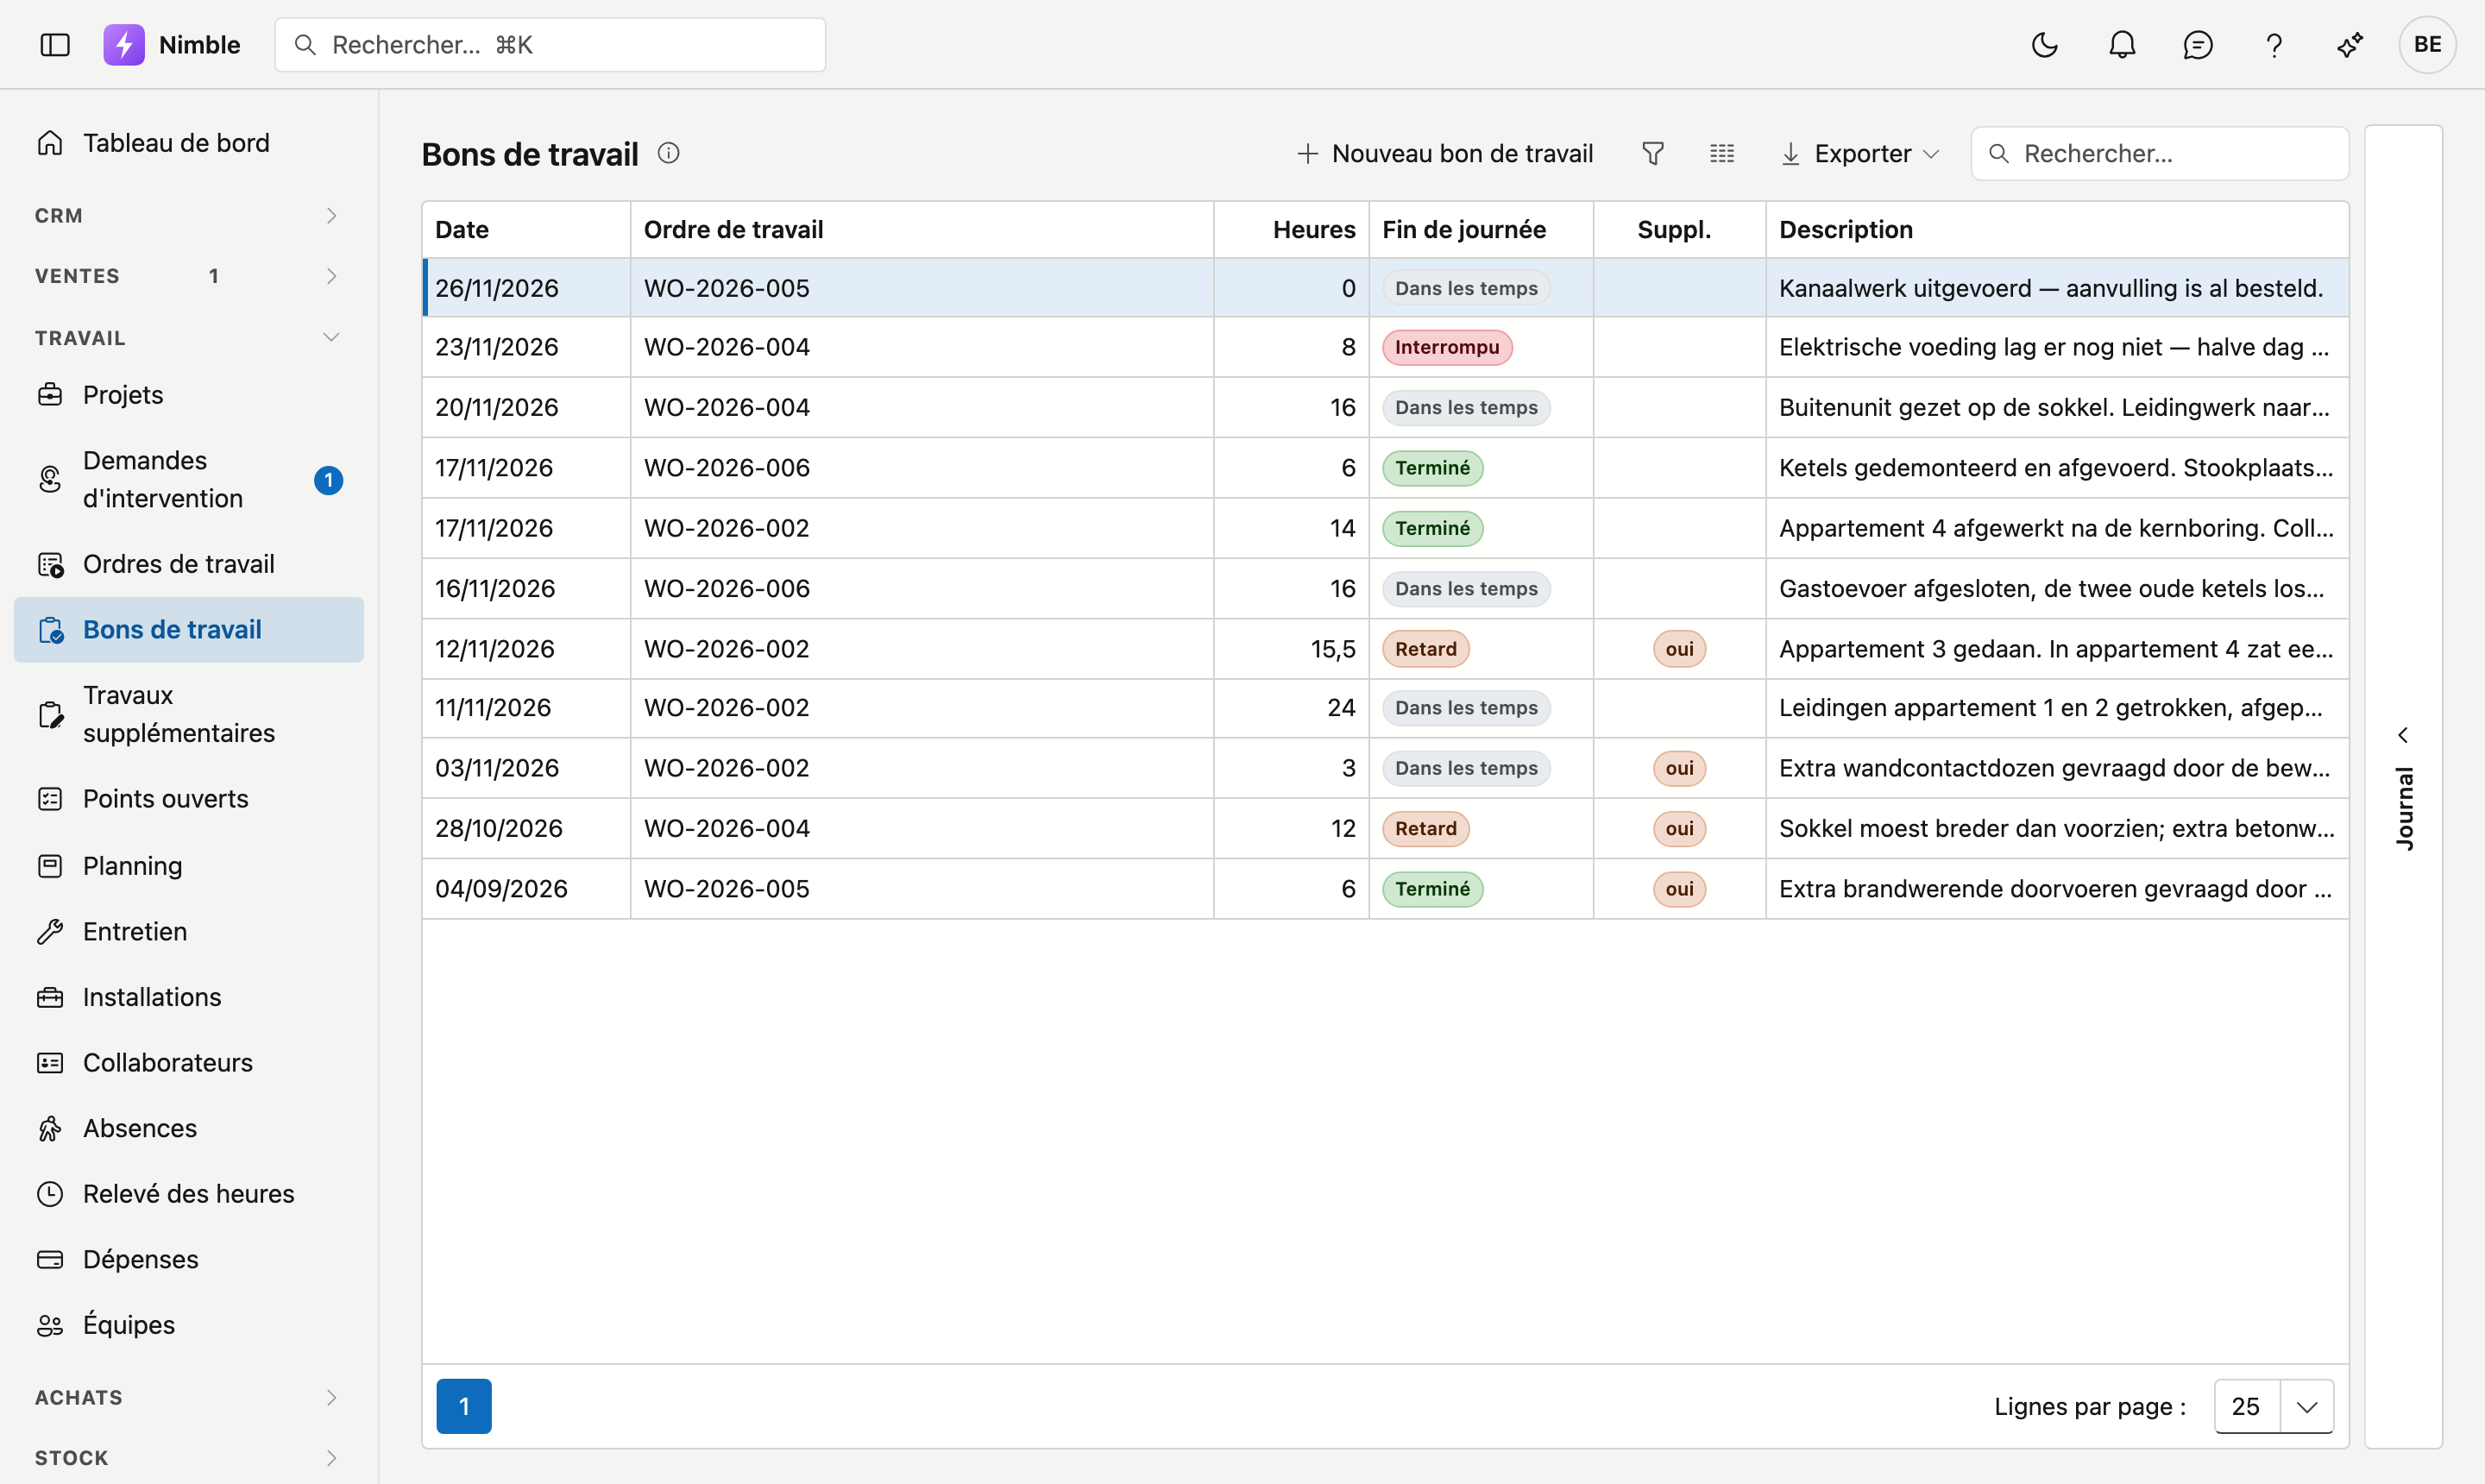 Nimble
Rechercher... ⌘K
BE
Tableau de bord
CRM
VENTES 1
TRAVAIL
Projets
Demandes
d'intervention
1
Ordres de travail
Bons de travail
Travaux
supplémentaires
Points ouverts
Planning
Entretien
Installations
Collaborateurs
Absences
Relevé des heures
Dépenses
Équipes
ACHATS
STOCK
Bons de travail
Nouveau bon de travail
Exporter
Rechercher...
Date Ordre de travail Heures Fin de journée Suppl. Description
26/11/2026 WO-2026-005 0 Dans les temps Kanaalwerk uitgevoerd — aanvulling is al besteld.
23/11/2026 WO-2026-004 8 Interrompu Elektrische voeding lag er nog niet — halve dag ...
20/11/2026 WO-2026-004 16 Dans les temps Buitenunit gezet op de sokkel. Leidingwerk naar...
17/11/2026 WO-2026-006 6 Terminé Ketels gedemonteerd en afgevoerd. Stookplaats...
17/11/2026 WO-2026-002 14 Terminé Appartement 4 afgewerkt na de kernboring. Coll...
16/11/2026 WO-2026-006 16 Dans les temps Gastoevoer afgesloten, de twee oude ketels los...
12/11/2026 WO-2026-002 15,5 Retard oui Appartement 3 gedaan. In appartement 4 zat ee...
11/11/2026 WO-2026-002 24 Dans les temps Leidingen appartement 1 en 2 getrokken, afgep...
03/11/2026 WO-2026-002 3 Dans les temps oui Extra wandcontactdozen gevraagd door de bew...
28/10/2026 WO-2026-004 12 Retard oui Sokkel moest breder dan voorzien; extra betonw...
04/09/2026 WO-2026-005 6 Terminé oui Extra brandwerende doorvoeren gevraagd door ...
1
Lignes par page : 25
Journal